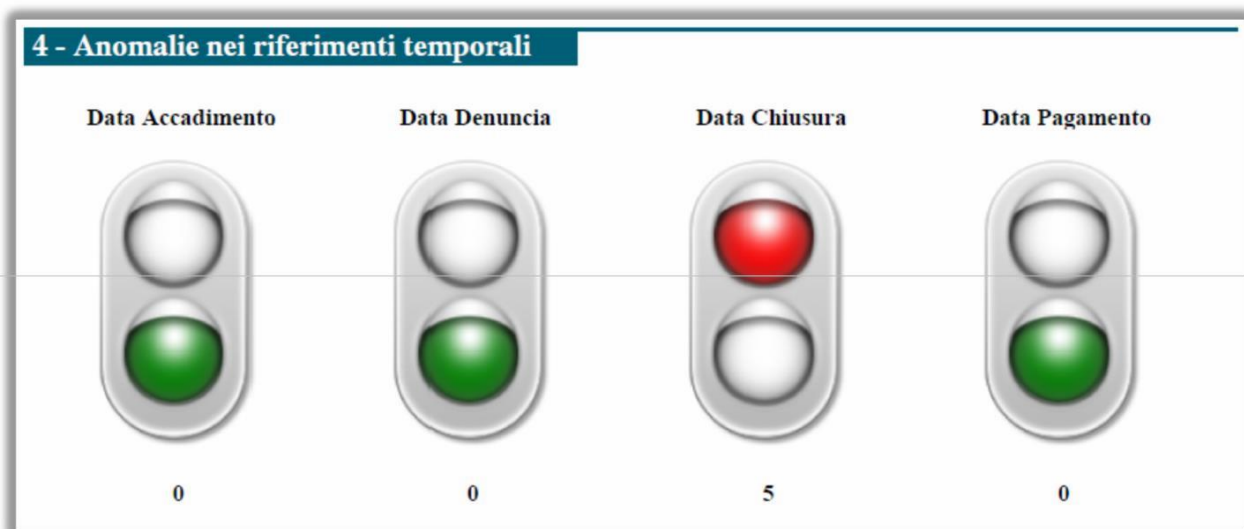 4 - Anomalie nei riferimenti temporali
Data Accadimento Data Denuncia Data Chiusura Data Pagamento
0 0 5 0